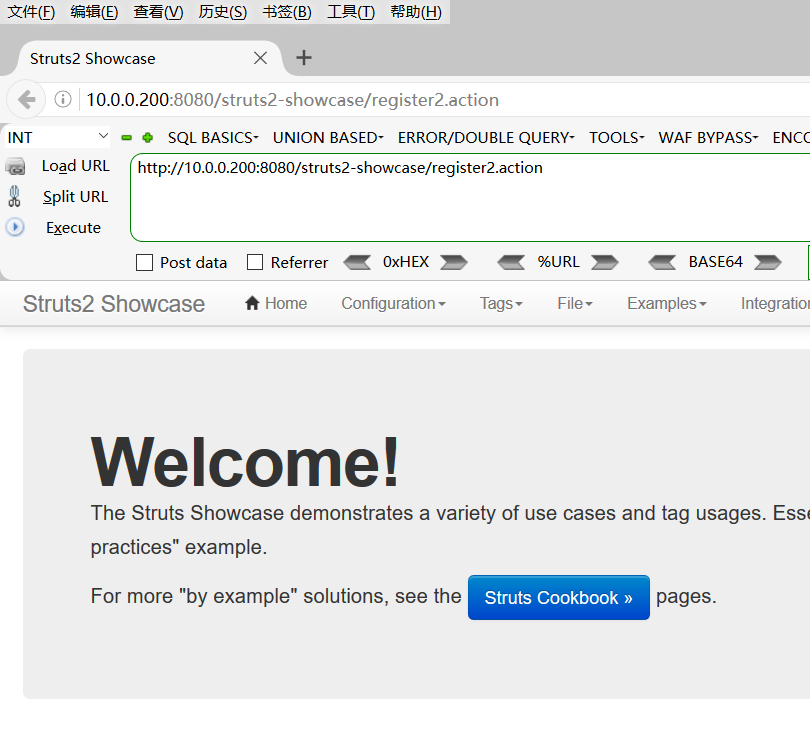 文件(F) 编辑(E) 查看(V) 历史(S) 书签(B) 工具(T) 帮助(H)
Struts2 Showcase
10.0.0.200:8080/struts2-showcase/register2.action
INT SQL BASICS UNION BASED ERROR/DOUBLE QUERY TOOLS WAF BYPASS
Load URL http://10.0.0.200:8080/struts2-showcase/register2.action
Split URL
Execute
Post data Referrer 0xHEX %URL BASE64
Struts2 Showcase Home Configuration Tags File Examples
Welcome!
The Struts Showcase demonstrates a variety of use cases and tag usages.
practices" example.
For more "by example" solutions, see the Struts Cookbook » pages.